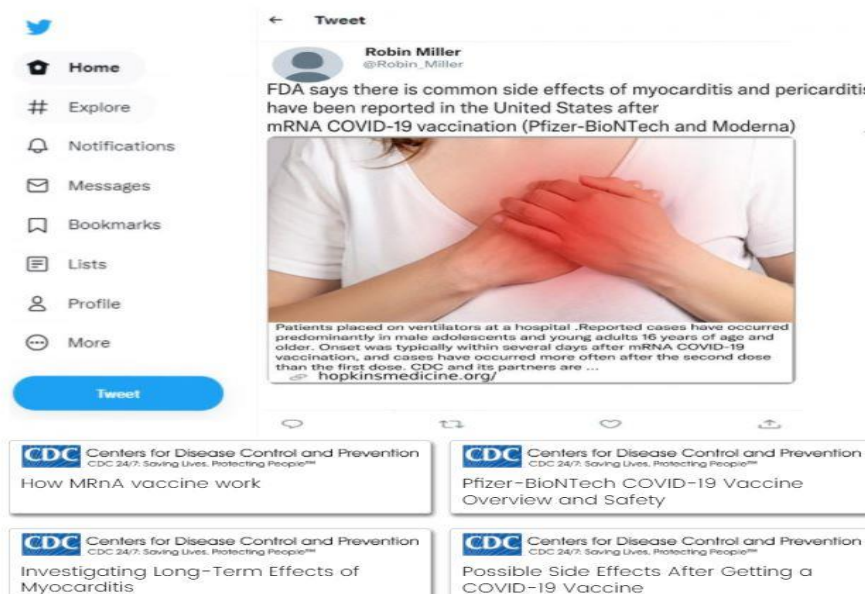 ← Tweet
Home
Explore
Notifications
Messages
Bookmarks
Lists
Profile
More
Tweet
Robin Miller
@Robin_Miller
FDA says there is common side effects of myocarditis and pericarditis
have been reported in the United States after
mRNA COVID-19 vaccination (Pfizer-BioNTech and Moderna)
Patients placed on ventilators at a hospital .Reported cases have occurred
predominantly in male adolescents and young adults 16 years of age and
older. Onset was typically within several days after mRNA COVID-19
vaccination, and cases have occurred more often after the second dose
than the first dose. CDC and its partners are ...
hopkinsmedicine.org/
CDC Centers for Disease Control and Prevention
CDC 24/7: Saving Lives, Protecting People™
How MRnA vaccine work
CDC Centers for Disease Control and Prevention
CDC 24/7: Saving Lives, Protecting People™
Pfizer-BioNTech COVID-19 Vaccine
Overview and Safety
CDC Centers for Disease Control and Prevention
CDC 24/7: Saving Lives, Protecting People™
Investigating Long-Term Effects of
Myocarditis
CDC Centers for Disease Control and Prevention
CDC 24/7: Saving Lives, Protecting People™
Possible Side Effects After Getting a
COVID-19 Vaccine